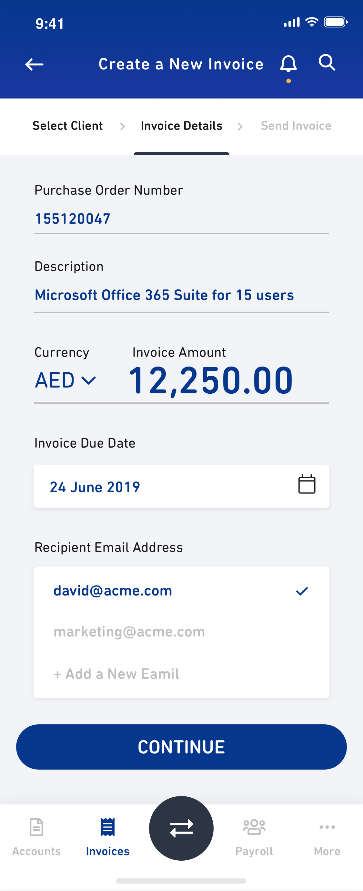 9:41
Create a New Invoice
Select Client > Invoice Details > Send Invoice
Purchase Order Number
155120047
Description
Microsoft Office 365 Suite for 15 users
Currency Invoice Amount
AED 12,250.00
Invoice Due Date
24 June 2019
Recipient Email Address
david@acme.com
marketing@acme.com
+ Add a New Eamil
CONTINUE
Accounts Invoices Payroll More